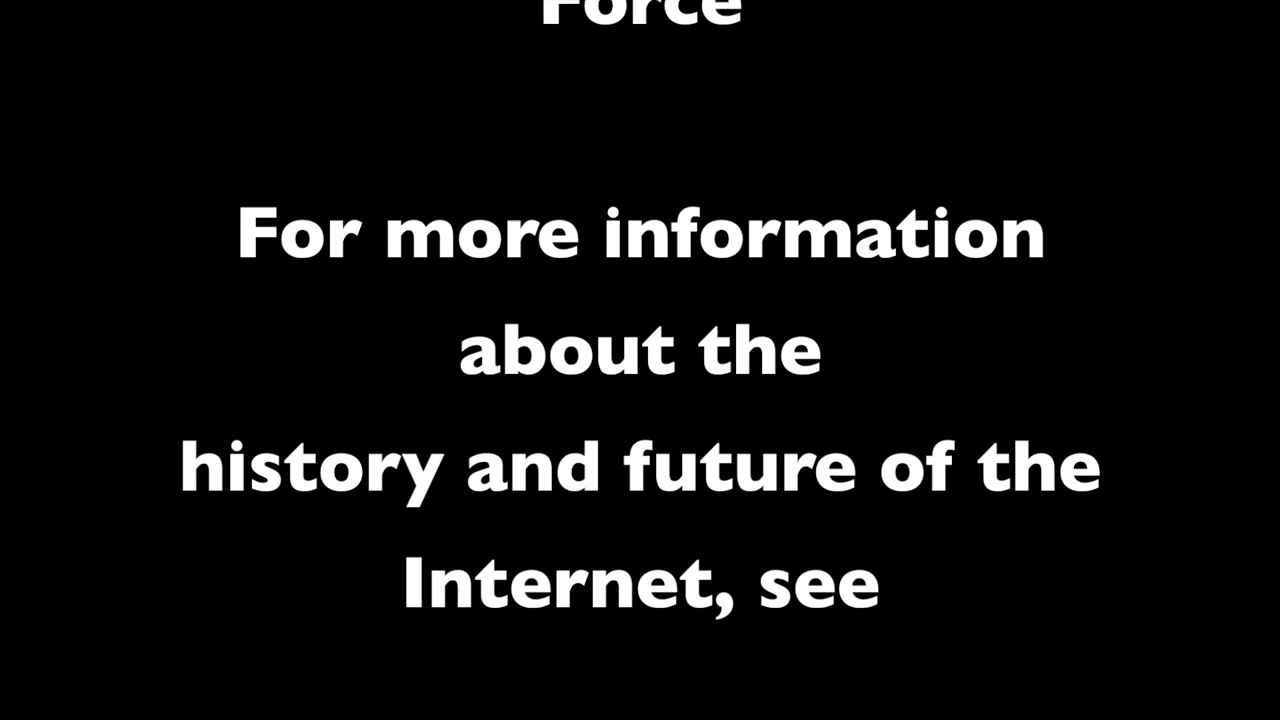 Force
For more information
about the
history and future of the
Internet, see